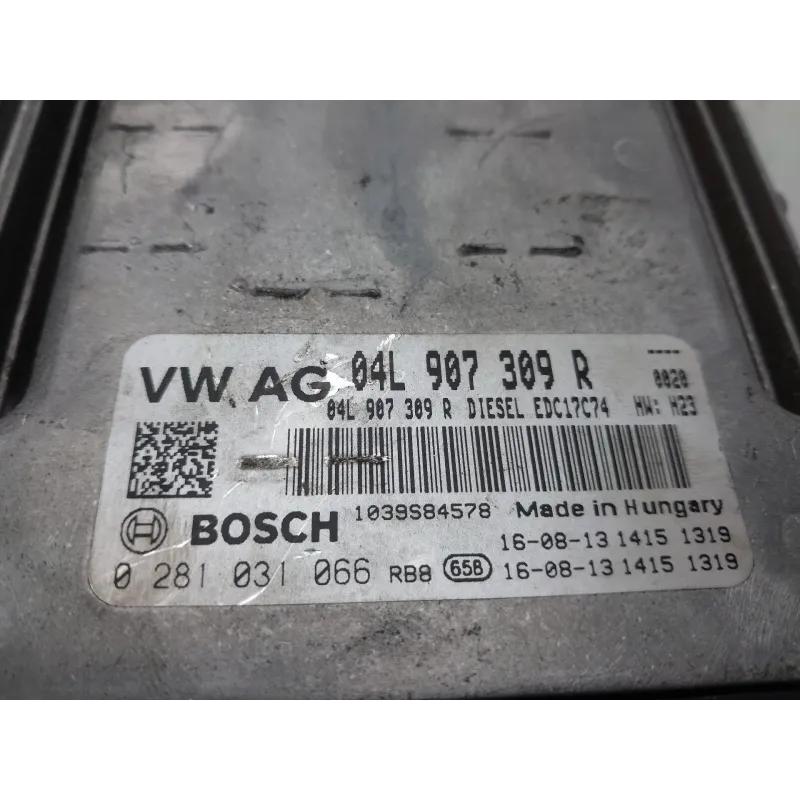 VW AG 04L 907 309 R ----
0020
04L 907 309 R DIESEL EDC17C74 HW: H23
BOSCH 1039S84578 Made in Hungary
16-08-13 1415 1319
0 281 031 066 RB8 65B 16-08-13 1415 1319